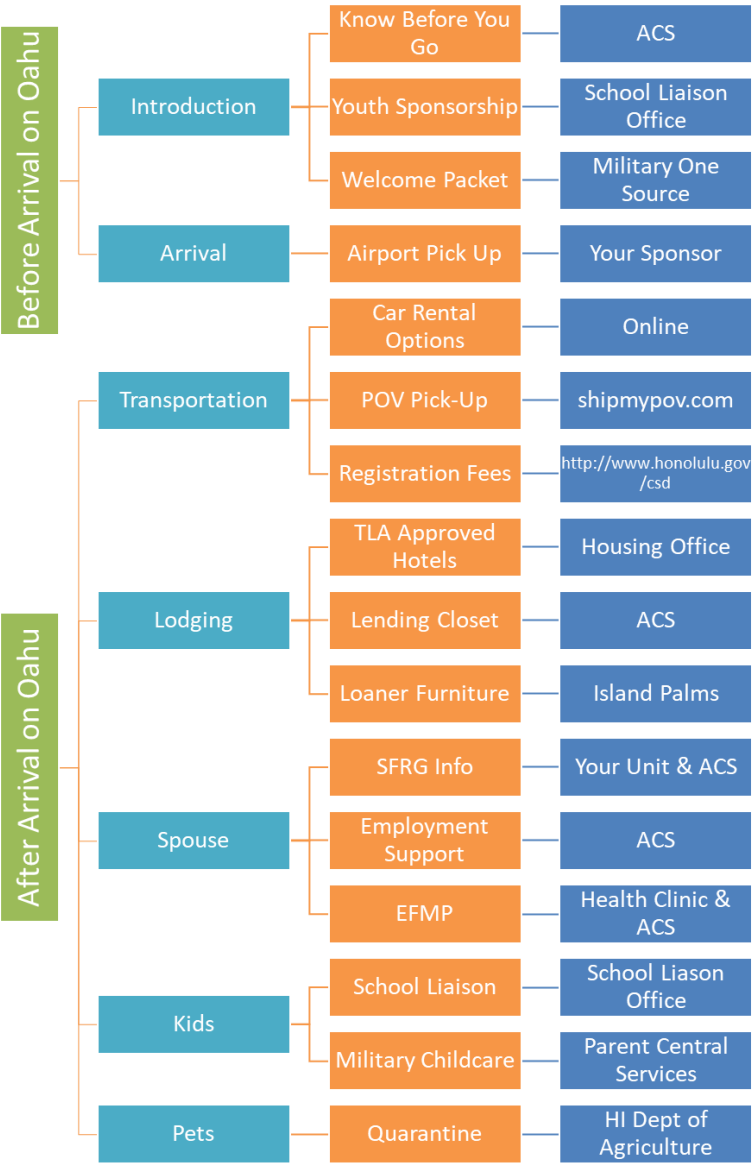 Before Arrival on Oahu
Introduction
Know Before You
Go
ACS
Youth Sponsorship
School Liaison
Office
Welcome Packet
Military One
Source
Arrival
Airport Pick Up
Your Sponsor
After Arrival on Oahu
Transportation
Car Rental
Options
Online
POV Pick-Up
shipmypov.com
Registration Fees
http://www.honolulu.gov
/csd
Lodging
TLA Approved
Hotels
Housing Office
Lending Closet
ACS
Loaner Furniture
Island Palms
Spouse
SFRG Info
Your Unit & ACS
Employment
Support
ACS
EFMP
Health Clinic &
ACS
Kids
School Liaison
School Liason
Office
Military Childcare
Parent Central
Services
Pets
Quarantine
HI Dept of
Agriculture